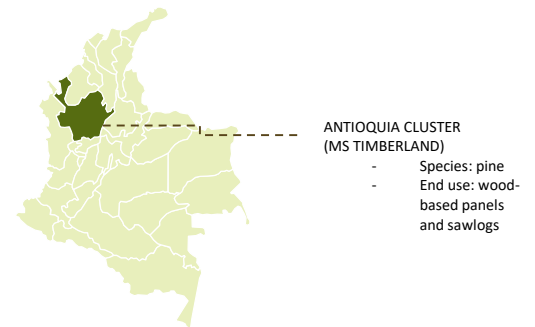 ANTIOQUIA CLUSTER
(MS TIMBERLAND)
- Species: pine
- End use: wood-
based panels
and sawlogs